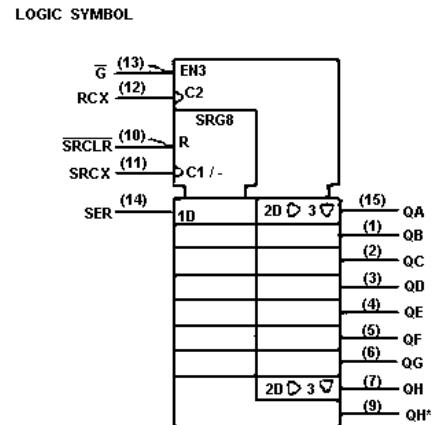 LOGIC SYMBOL
G (13) EN3
RCX (12) C2
SRG8
SRCLR (10) R
SRCX (11) C1 / -
SER (14) 1D 2D 3 (15) QA
(1) QB
(2) QC
(3) QD
(4) QE
(5) QF
(6) QG
2D 3 (7) QH
(9) QH*